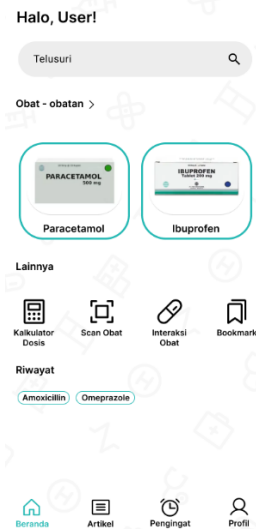 Halo, User!
Telusuri
Obat - obatan >
PARACETAMOL
500 mg
IBUPROFEN
Tablet 200 mg
Paracetamol
Ibuprofen
Lainnya
Kalkulator Dosis
Scan Obat
Interaksi Obat
Bookmark
Riwayat
Amoxicillin
Omeprazole
Beranda
Artikel
Pengingat
Profil